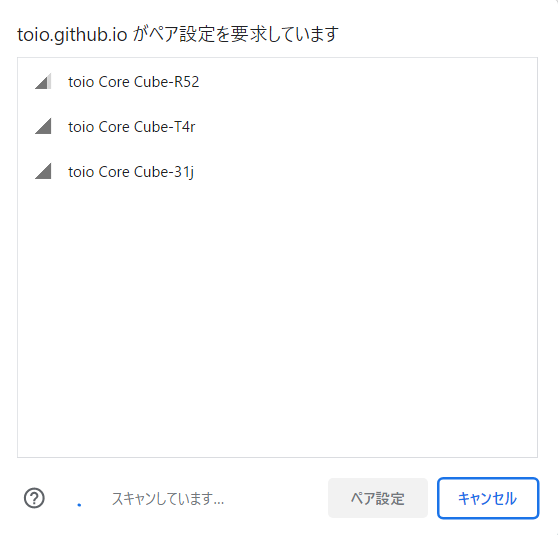 toio.github.io がペア設定を要求しています
toio Core Cube-R52
toio Core Cube-T4r
toio Core Cube-31j
スキャンしています...
ペア設定
キャンセル